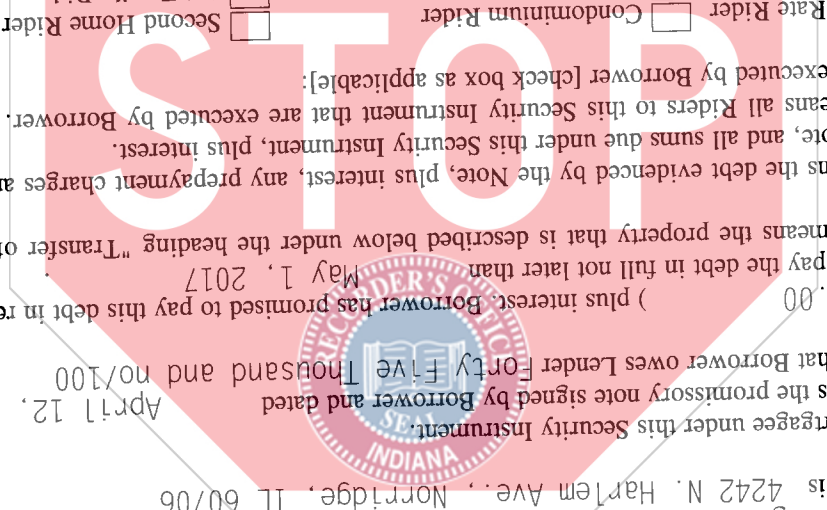 is 4242 N. Harlem Ave., Norridge, IL 60706
rtgagee under this Security Instrument.
s the promissory note signed by Borrower and dated April 12,
hat Borrower owes Lender Forty Five Thousand and no/100
.00 ) plus interest. Borrower has promised to pay this debt in re
pay the debt in full not later than May 1, 2017 .
means the property that is described below under the heading "Transfer of
ns the debt evidenced by the Note, plus interest, any prepayment charges a
ote, and all sums due under this Security Instrument, plus interest.
eans all Riders to this Security Instrument that are executed by Borrower.
executed by Borrower [check box as applicable]:
Rate Rider Condominium Rider Second Home Rider
STOP
RECORDER'S OFFICE
SEAL
INDIANA